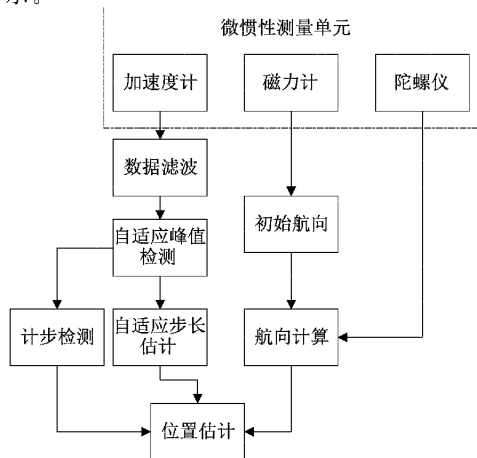 示。
微惯性测量单元
加速度计
磁力计
陀螺仪
数据滤波
自适应峰值
检测
初始航向
计步检测
自适应步长
估计
航向计算
位置估计